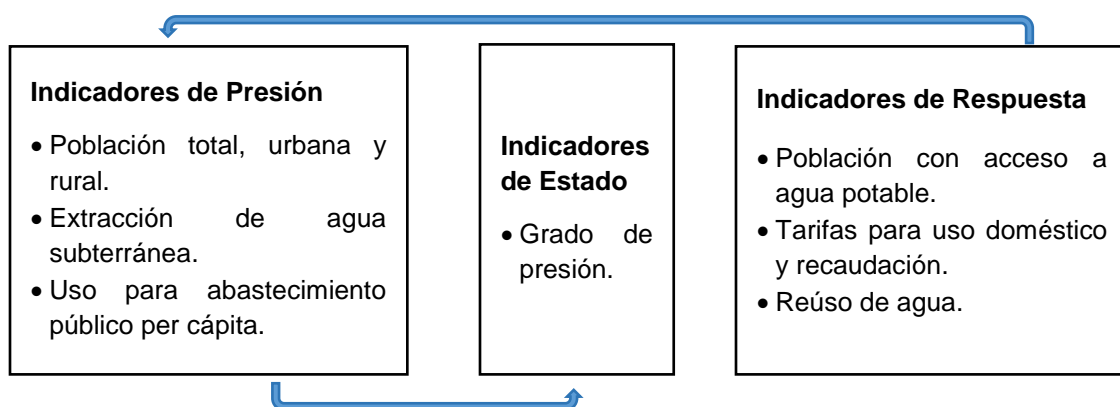 Indicadores de Presión
• Población total, urbana y
rural.
• Extracción de agua
subterránea.
• Uso para abastecimiento
público per cápita.
Indicadores
de Estado
• Grado de
presión.
Indicadores de Respuesta
• Población con acceso a
agua potable.
• Tarifas para uso doméstico
y recaudación.
• Reúso de agua.